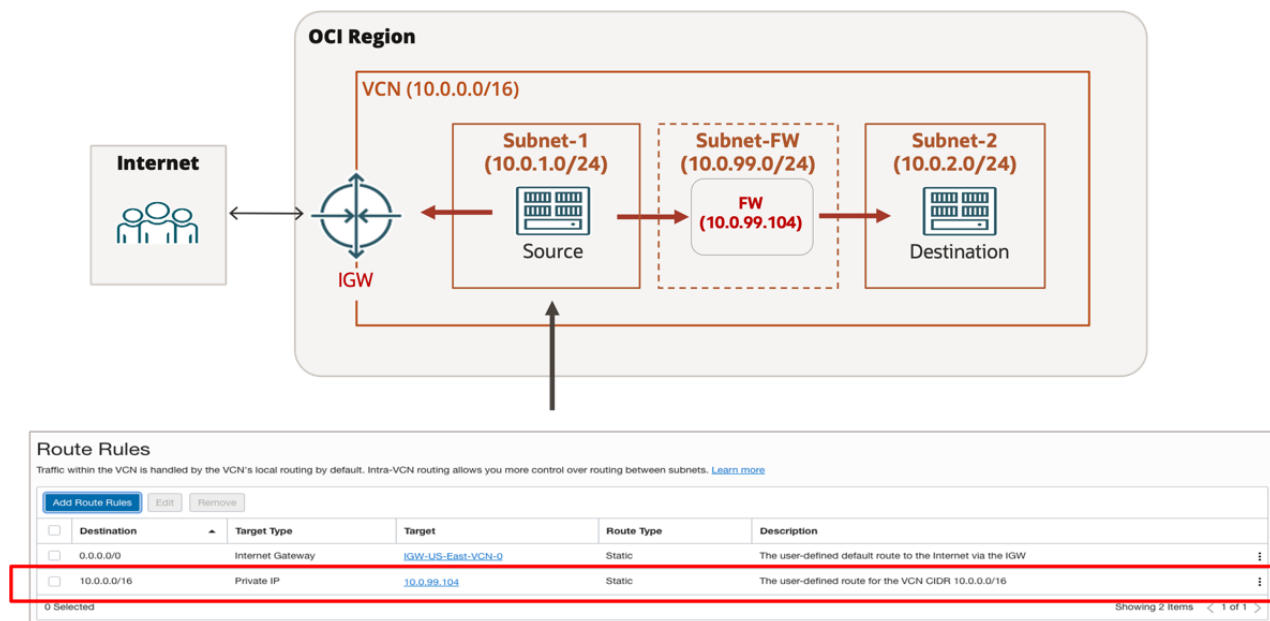 OCI Region
VCN (10.0.0.0/16)
Internet
IGW
Subnet-1
(10.0.1.0/24)
Source
Subnet-FW
(10.0.99.0/24)
FW
(10.0.99.104)
Subnet-2
(10.0.2.0/24)
Destination
Route Rules
Traffic within the VCN is handled by the VCN's local routing by default. Intra-VCN routing allows you more control over routing between subnets. Learn more
Add Route Rules Edit Remove
Destination Target Type Target Route Type Description
0.0.0.0/0 Internet Gateway IGW-US-East-VCN-0 Static The user-defined default route to the Internet via the IGW
10.0.0.0/16 Private IP 10.0.99.104 Static The user-defined route for the VCN CIDR 10.0.0.0/16
0 Selected Showing 2 Items < 1 of 1 >